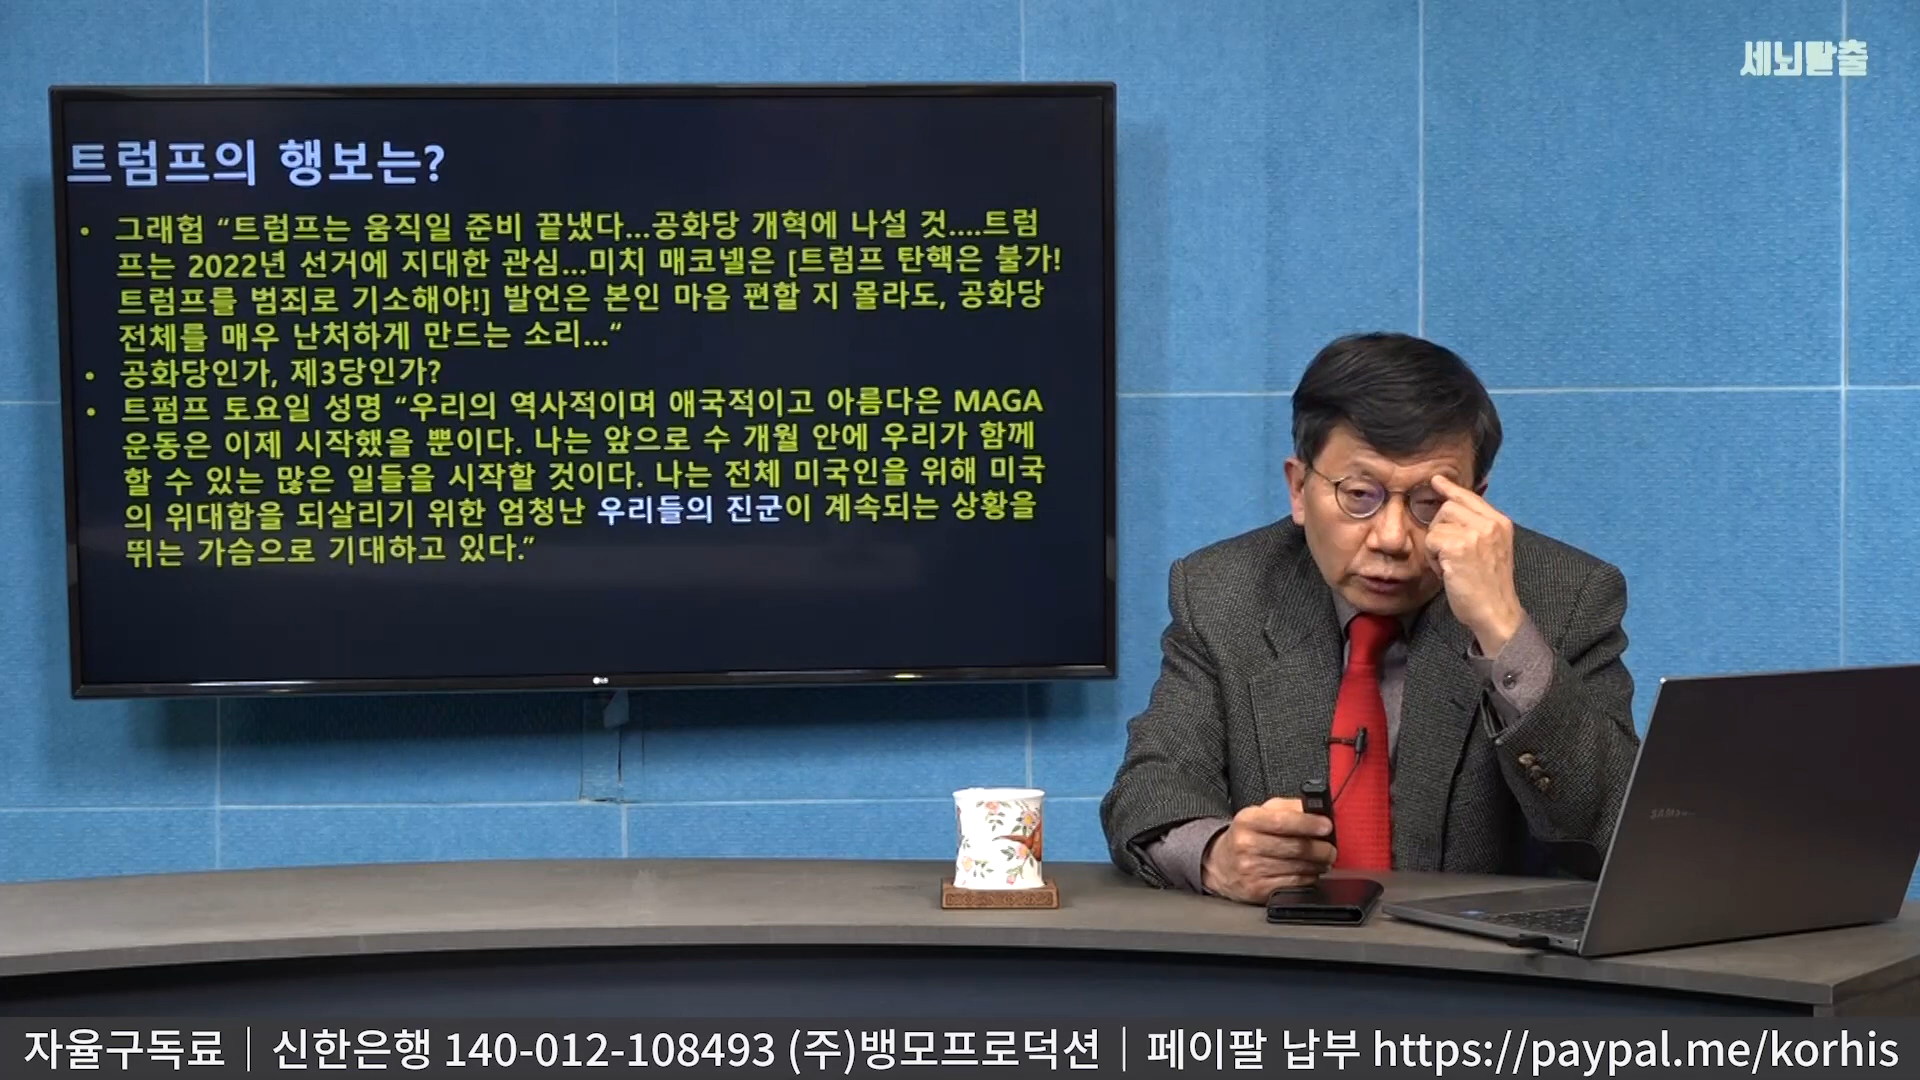 세뇌탈출
트럼프의 행보는?
• 그래험 “트럼프는 움직일 준비 끝냈다...공화당 개혁에 나설 것....트럼
프는 2022년 선거에 지대한 관심...미치 매코넬은 [트럼프 탄핵은 불가!
트럼프를 범죄로 기소해야!] 발언은 본인 마음 편할 지 몰라도, 공화당
전체를 매우 난처하게 만드는 소리...“
• 공화당인가, 제3당인가?
• 트펌프 토요일 성명 “우리의 역사적이며 애국적이고 아름다은 MAGA
운동은 이제 시작했을 뿐이다. 나는 앞으로 수 개월 안에 우리가 함께
할 수 있는 많은 일들을 시작할 것이다. 나는 전체 미국인을 위해 미국
의 위대함을 되살리기 위한 엄청난 우리들의 진군이 계속되는 상황을
뛰는 가슴으로 기대하고 있다.”
LG
SAMSUNG
자율구독료｜신한은행 140-012-108493 (주)뱅모프로덕션｜페이팔 납부 https://paypal.me/korhis